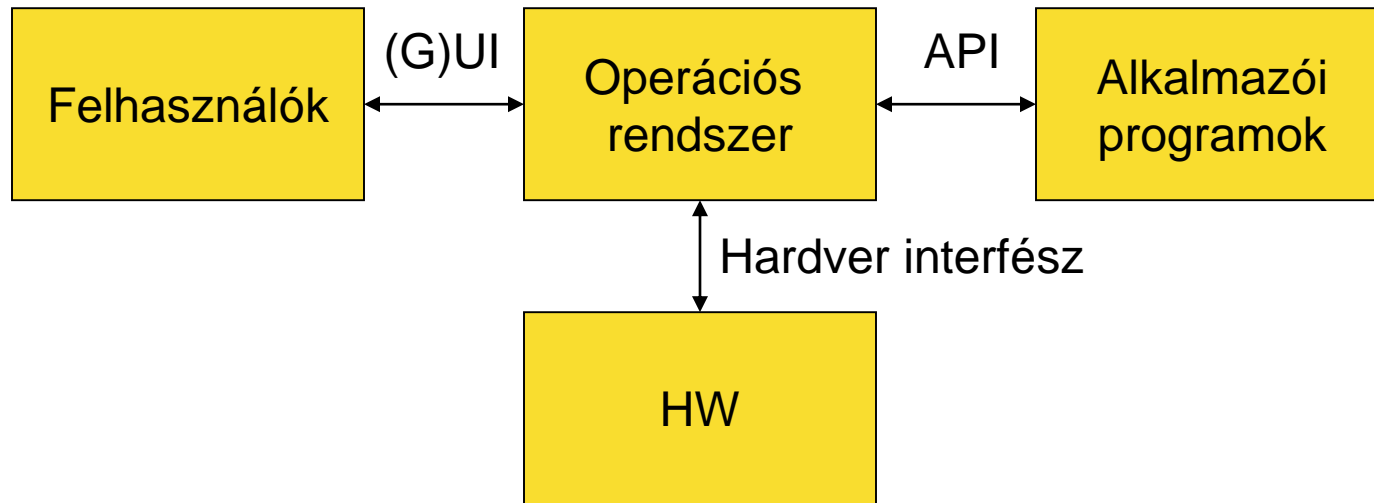 Felhasználók
(G)UI
Operációs
rendszer
API
Alkalmazói
programok
Hardver interfész
HW